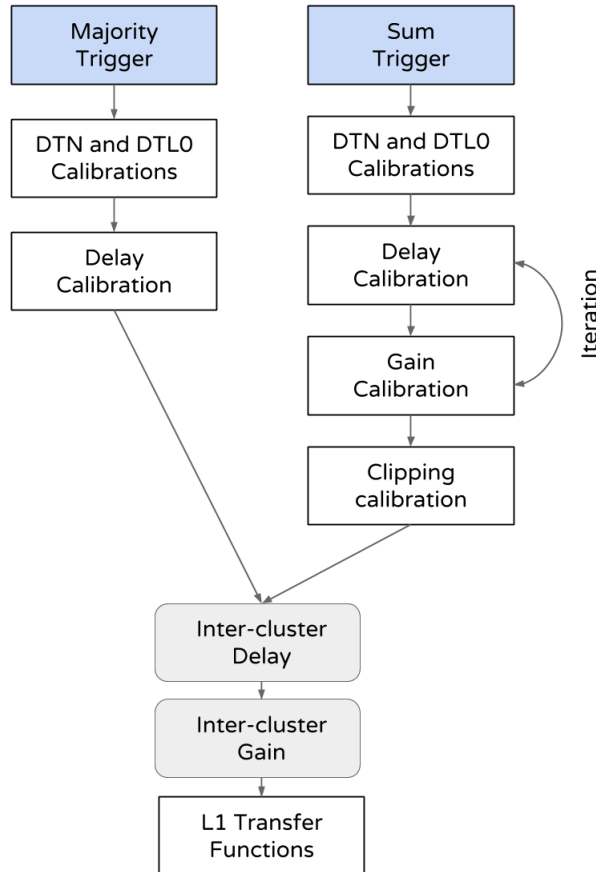 Majority
Trigger
Sum
Trigger
DTN and DTL0
Calibrations
DTN and DTL0
Calibrations
Delay
Calibration
Delay
Calibration
Iteration
Gain
Calibration
Clipping
calibration
Inter-cluster
Delay
Inter-cluster
Gain
L1 Transfer
Functions